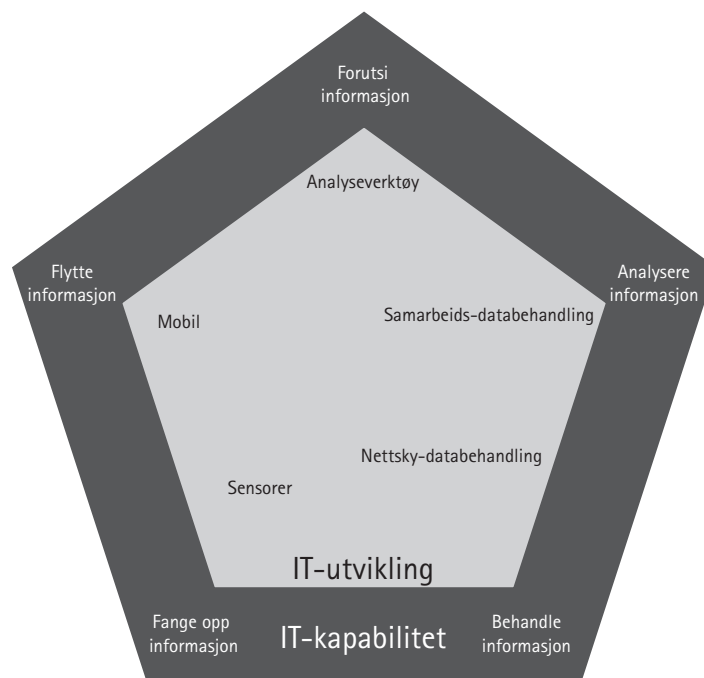 Forutsi
informasjon
Analyseverktøy
Flytte
informasjon
Analysere
informasjon
Mobil
Samarbeids-databehandling
Nettsky-databehandling
Sensorer
IT-utvikling
Fange opp
informasjon
IT-kapabilitet
Behandle
informasjon